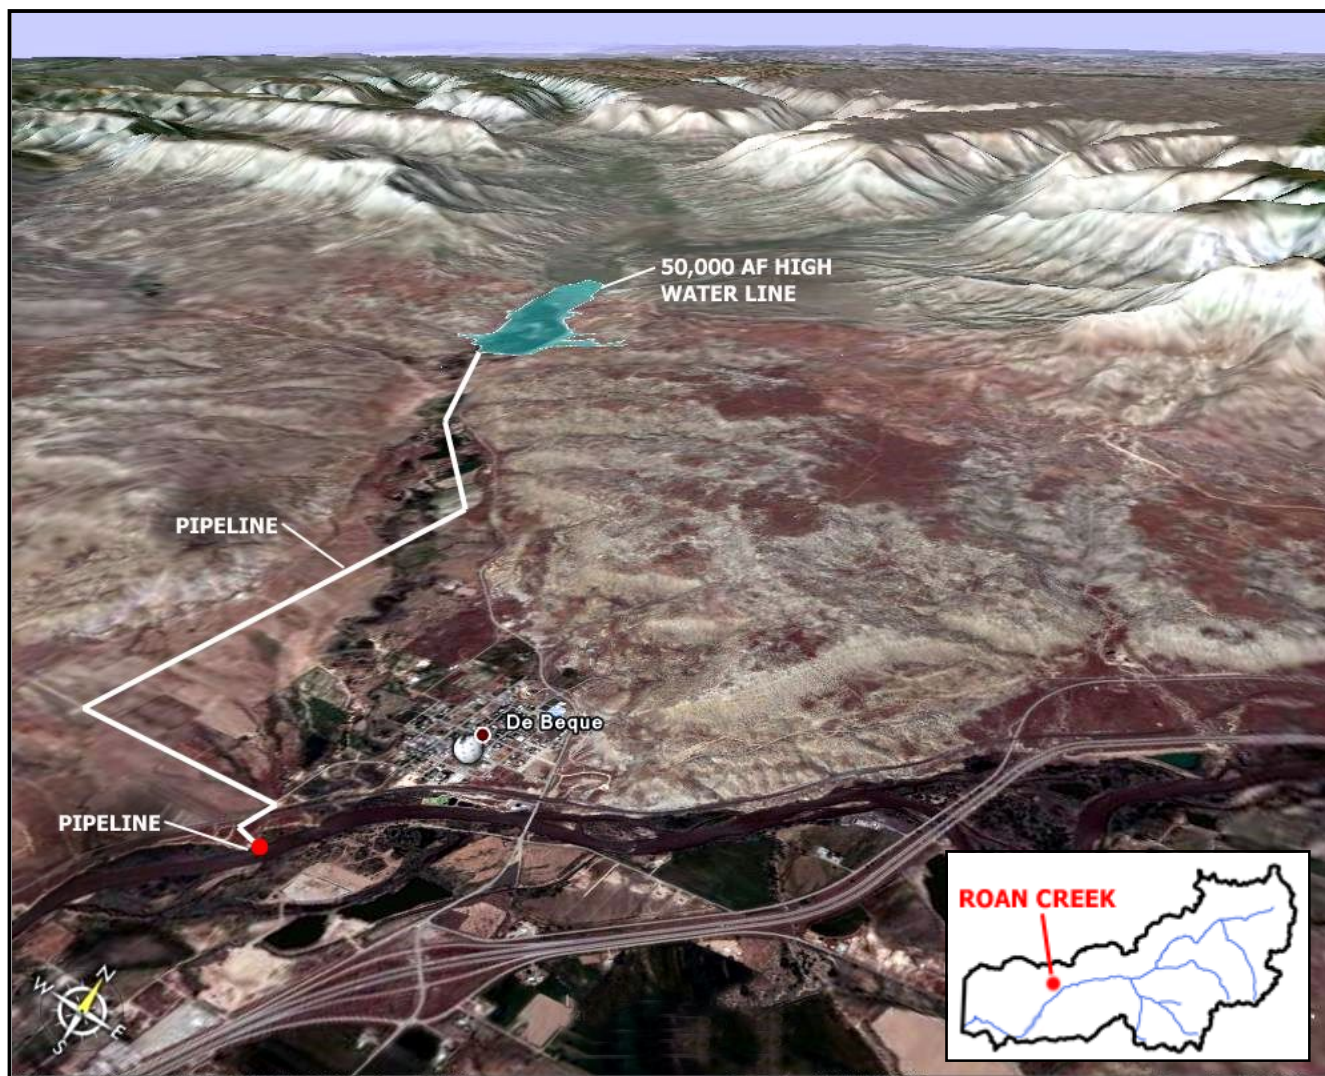 50,000 AF HIGH
WATER LINE
PIPELINE
De Beque
PIPELINE
ROAN CREEK
N
W
E
S